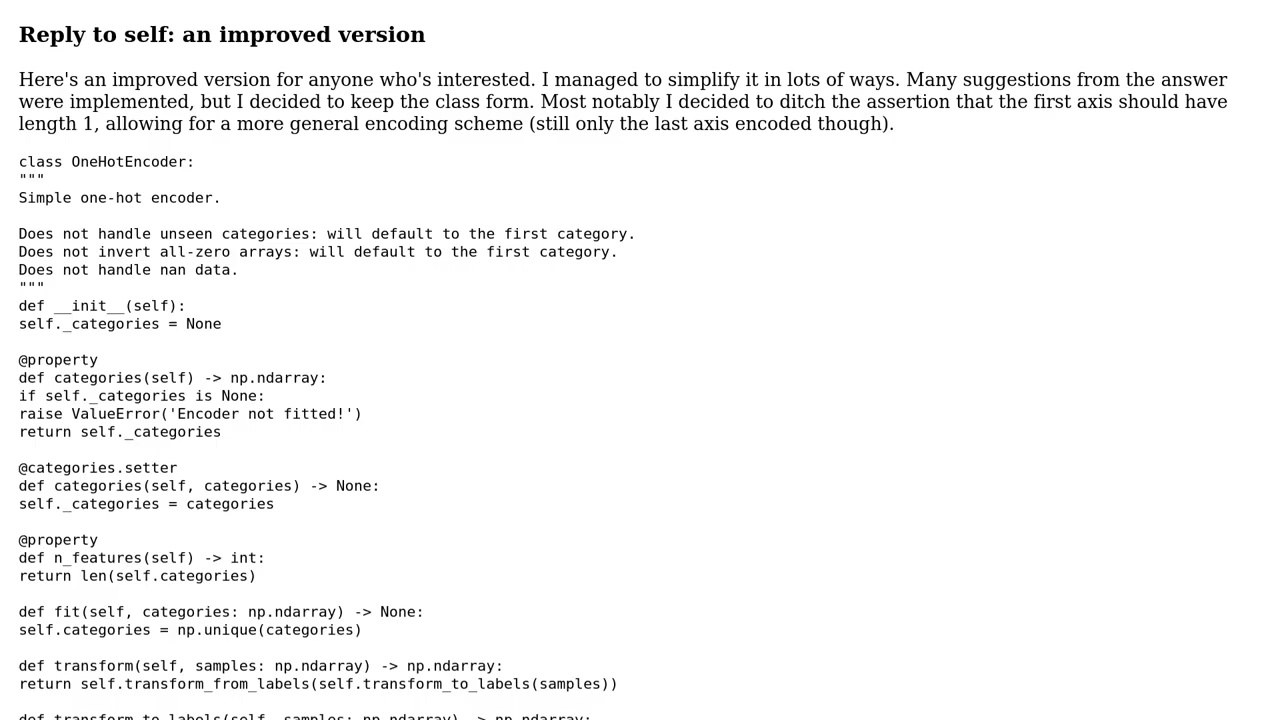 Reply to self: an improved version
Here's an improved version for anyone who's interested. I managed to simplify it in lots of ways. Many suggestions from the answer
were implemented, but I decided to keep the class form. Most notably I decided to ditch the assertion that the first axis should have
length 1, allowing for a more general encoding scheme (still only the last axis encoded though).
class OneHotEncoder:
"""
Simple one-hot encoder.
Does not handle unseen categories: will default to the first category.
Does not invert all-zero arrays: will default to the first category.
Does not handle nan data.
"""
def __init__(self):
self._categories = None
@property
def categories(self) -> np.ndarray:
if self._categories is None:
raise ValueError('Encoder not fitted!')
return self._categories
@categories.setter
def categories(self, categories) -> None:
self._categories = categories
@property
def n_features(self) -> int:
return len(self.categories)
def fit(self, categories: np.ndarray) -> None:
self.categories = np.unique(categories)
def transform(self, samples: np.ndarray) -> np.ndarray:
return self.transform_from_labels(self.transform_to_labels(samples))
def transform_to_labels(self, samples: np.ndarray) -> np.ndarray: